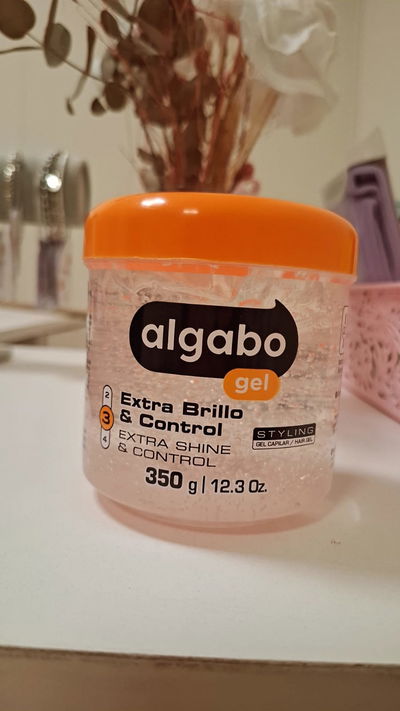 algabo
gel
2
3
4
Extra Brillo
& Control
EXTRA SHINE
& CONTROL
STYLING
GEL CAPILAR / HAIR GEL
350 g | 12.3 Oz.